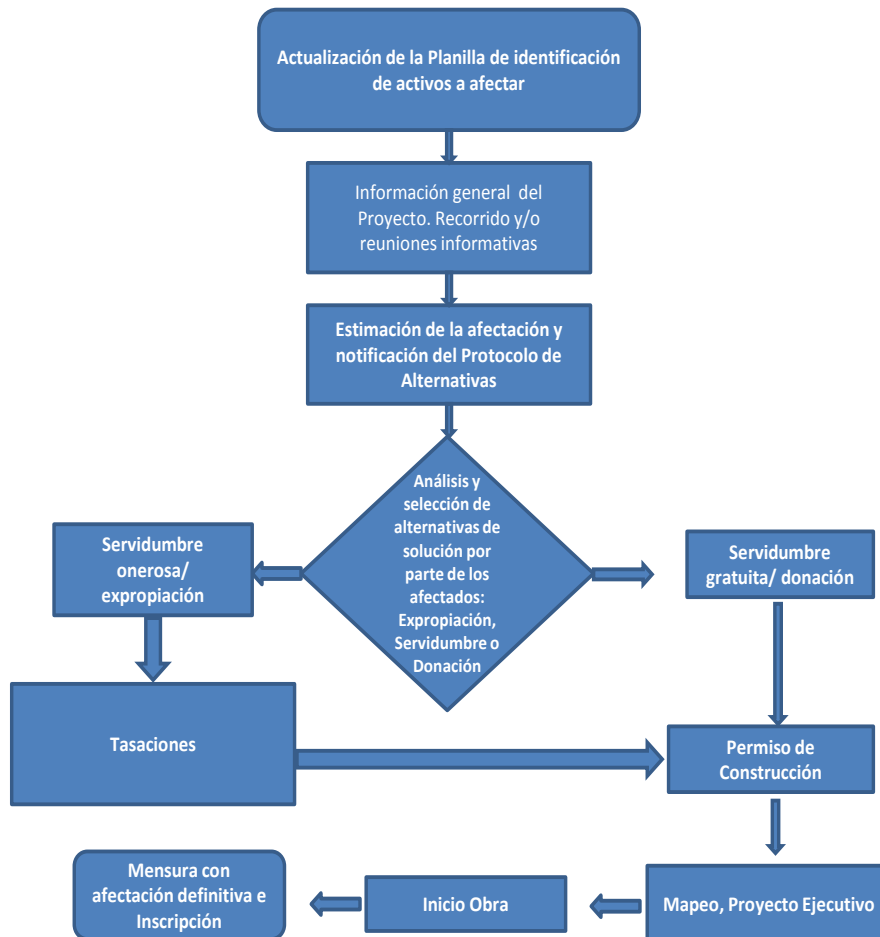 Actualización de la Planilla de identificación
de activos a afectar
Información general del
Proyecto. Recorrido y/o
reuniones informativas
Estimación de la afectación y
notificación del Protocolo de
Alternativas
Análisis y
selección de
alternativas de
solución por
parte de los
afectados:
Expropiación,
Servidumbre o
Donación
Servidumbre
onerosa/
expropiación
Servidumbre
gratuita/ donación
Tasaciones
Permiso de
Construcción
Mapeo, Proyecto Ejecutivo
Inicio Obra
Mensura con
afectación definitiva e
Inscripción